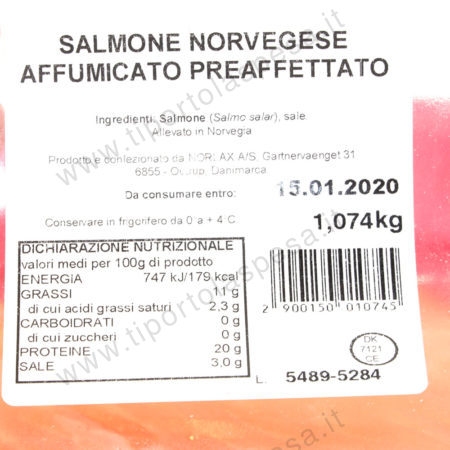 SALMONE NORVEGESE
AFFUMICATO PREAFFETTATO
Ingredienti: Salmone (Salmo salar), sale.
Allevato in Norvegia
Prodotto e confezionato da NORLAX A/S, Gartnervaenget 31
6855 - Outrup, Danimarca
Da consumare entro: 15.01.2020
Conservare in frigorifero da 0 a + 4 C. 1,074kg
DICHIARAZIONE NUTRIZIONALE
valori medi per 100g di prodotto
ENERGIA 747 kJ/179 kcal
GRASSI 11 g
di cui acidi grassi saturi 2,3 g
CARBOIDRATI 0 g
di cui zuccheri 0 g
PROTEINE 20 g
SALE 3,0 g
2 900150 010745
DK
7121
CE
L. 5489-5284
www.tiportolaspesa.it
www.tiportolaspesa.it